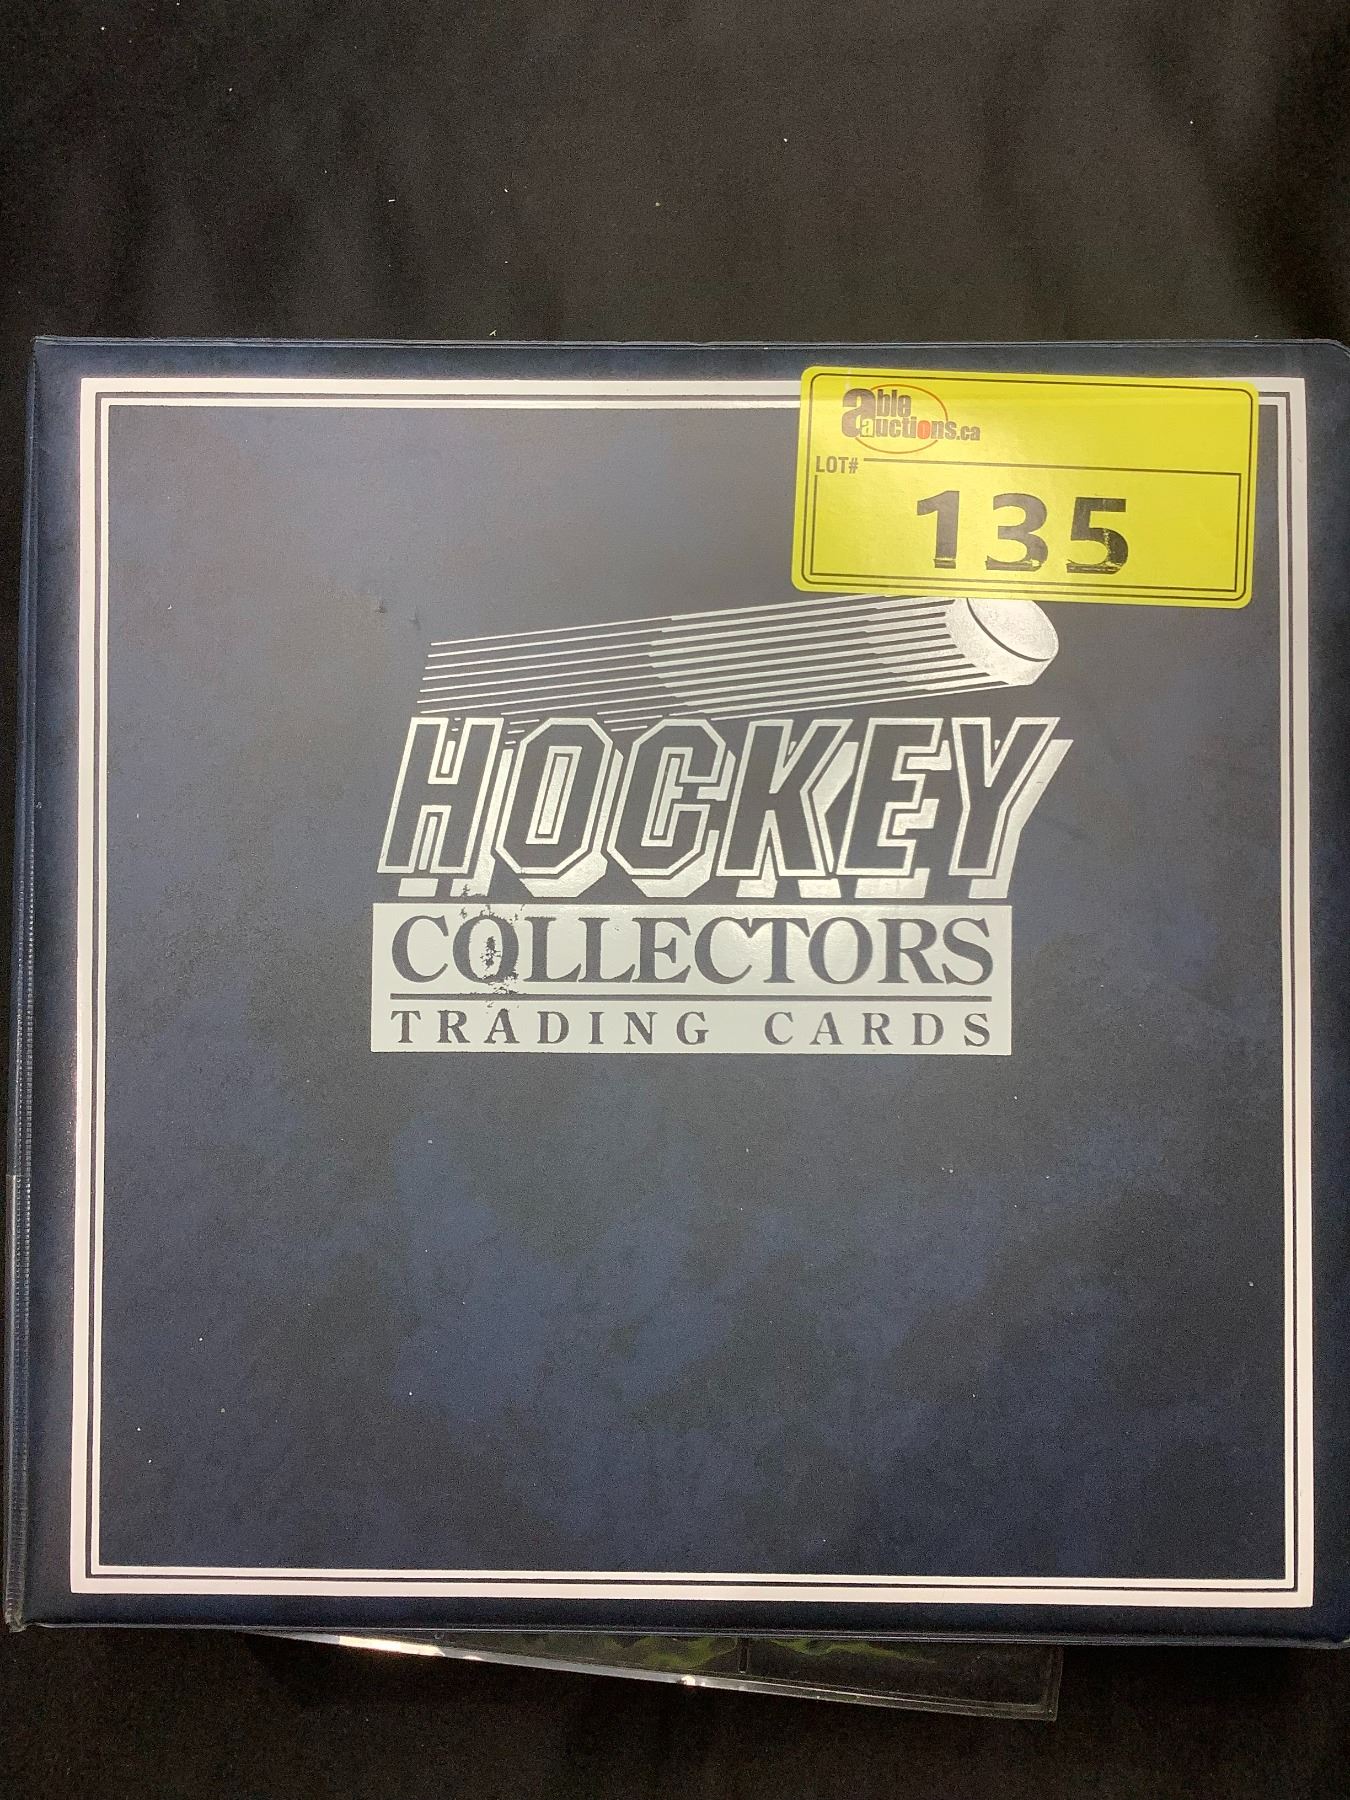 able
auctions.ca
LOT#
135
HOCKEY
COLLECTORS
TRADING CARDS